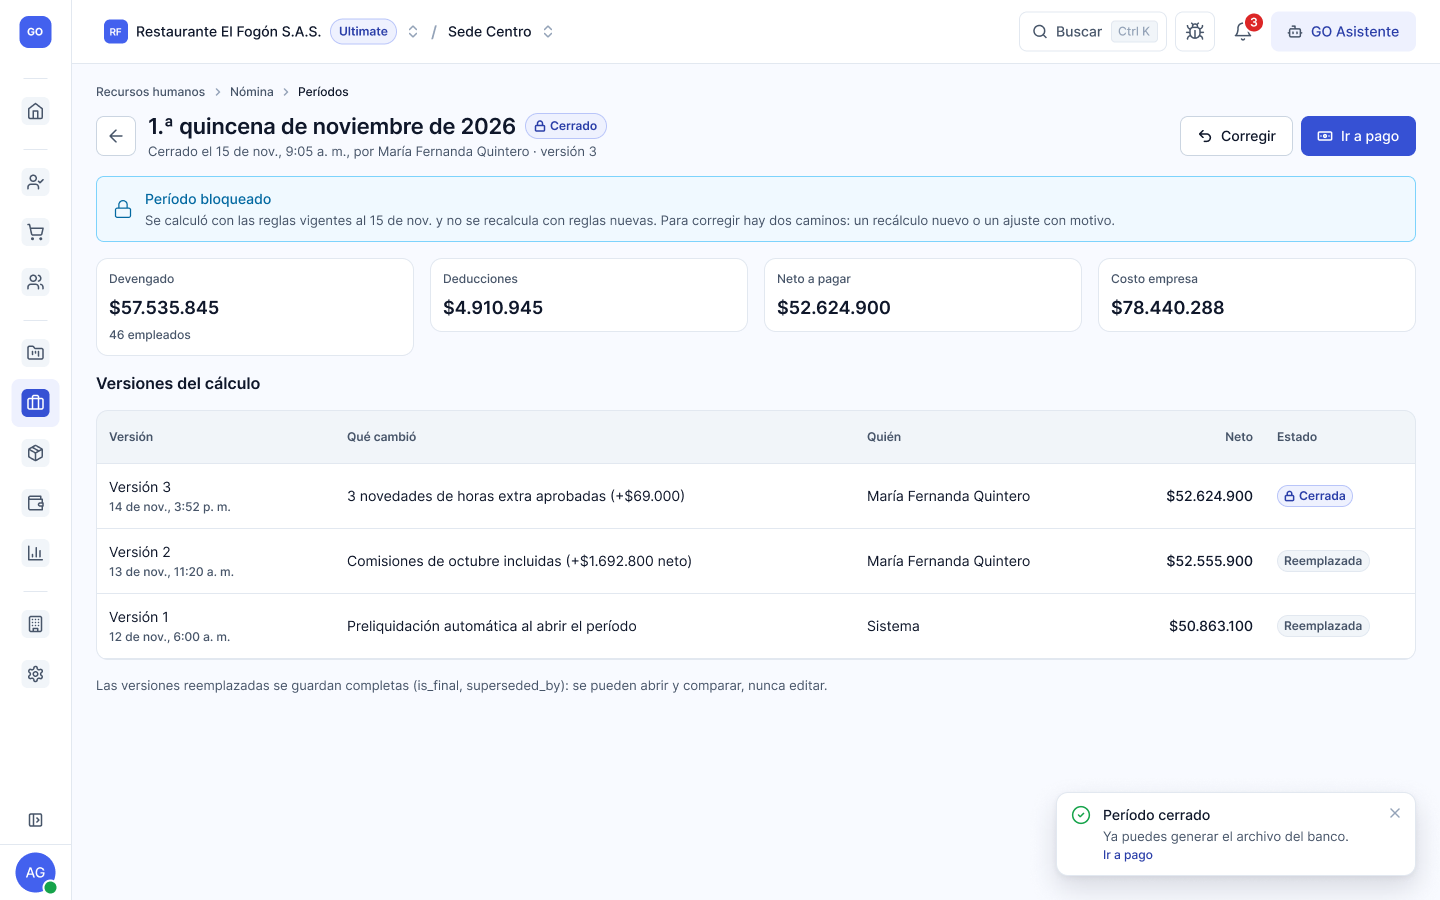 GO
RF Restaurante El Fogón S.A.S. Ultimate / Sede Centro
Buscar Ctrl K
3
GO Asistente
Recursos humanos > Nómina > Períodos
1.ª quincena de noviembre de 2026 Cerrado
Cerrado el 15 de nov., 9:05 a. m., por María Fernanda Quintero · versión 3
Corregir
Ir a pago
Período bloqueado
Se calculó con las reglas vigentes al 15 de nov. y no se recalcula con reglas nuevas. Para corregir hay dos caminos: un recálculo nuevo o un ajuste con motivo.
Devengado
$57.535.845
46 empleados
Deducciones
$4.910.945
Neto a pagar
$52.624.900
Costo empresa
$78.440.288
Versiones del cálculo
Versión Qué cambió Quién Neto Estado
Versión 3
14 de nov., 3:52 p. m.
3 novedades de horas extra aprobadas (+$69.000) María Fernanda Quintero $52.624.900 Cerrada
Versión 2
13 de nov., 11:20 a. m.
Comisiones de octubre incluidas (+$1.692.800 neto) María Fernanda Quintero $52.555.900 Reemplazada
Versión 1
12 de nov., 6:00 a. m.
Preliquidación automática al abrir el período Sistema $50.863.100 Reemplazada
Las versiones reemplazadas se guardan completas (is_final, superseded_by): se pueden abrir y comparar, nunca editar.
Período cerrado
Ya puedes generar el archivo del banco.
Ir a pago
AG